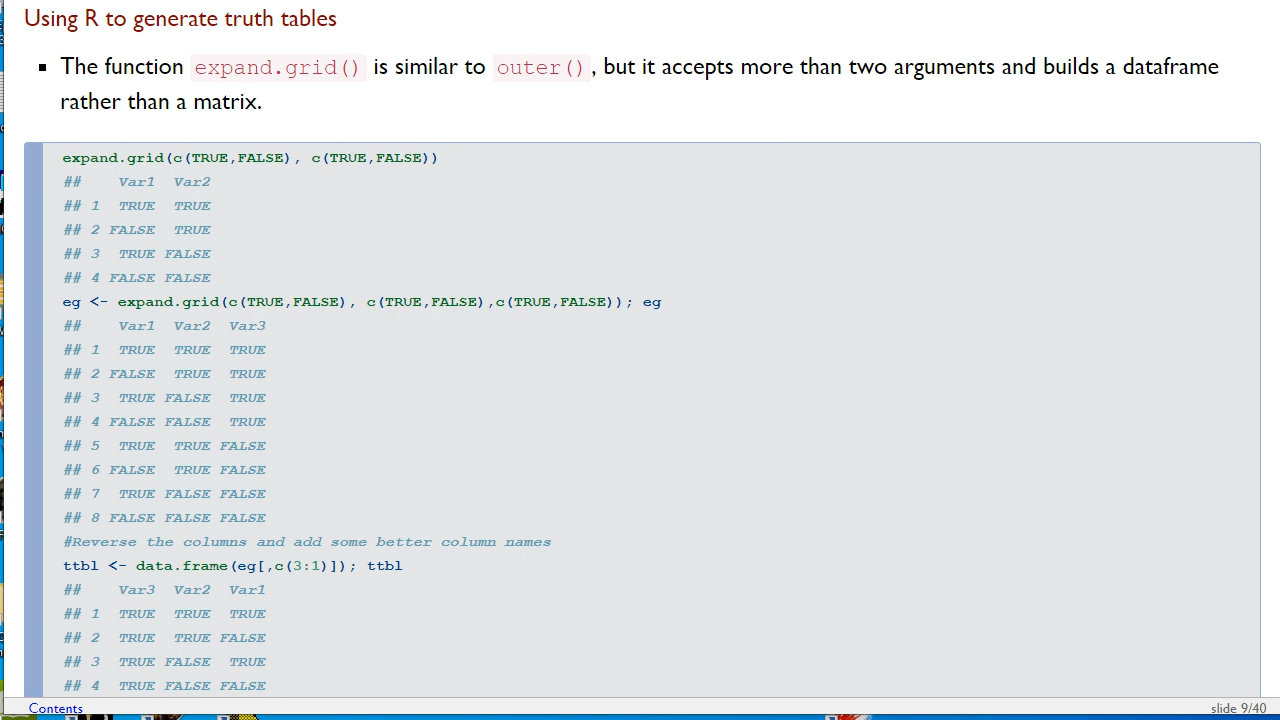 Using R to generate truth tables
▪ The function expand.grid() is similar to outer(), but it accepts more than two arguments and builds a dataframe
rather than a matrix.
expand.grid(c(TRUE,FALSE), c(TRUE,FALSE))
##    Var1  Var2
## 1  TRUE  TRUE
## 2 FALSE  TRUE
## 3  TRUE FALSE
## 4 FALSE FALSE
eg <- expand.grid(c(TRUE,FALSE), c(TRUE,FALSE),c(TRUE,FALSE)); eg
##    Var1  Var2  Var3
## 1  TRUE  TRUE  TRUE
## 2 FALSE  TRUE  TRUE
## 3  TRUE FALSE  TRUE
## 4 FALSE FALSE  TRUE
## 5  TRUE  TRUE FALSE
## 6 FALSE  TRUE FALSE
## 7  TRUE FALSE FALSE
## 8 FALSE FALSE FALSE
#Reverse the columns and add some better column names
ttbl <- data.frame(eg[,c(3:1)]); ttbl
##    Var3  Var2  Var1
## 1  TRUE  TRUE  TRUE
## 2  TRUE  TRUE FALSE
## 3  TRUE FALSE  TRUE
## 4  TRUE FALSE FALSE
Contents
slide 9/40